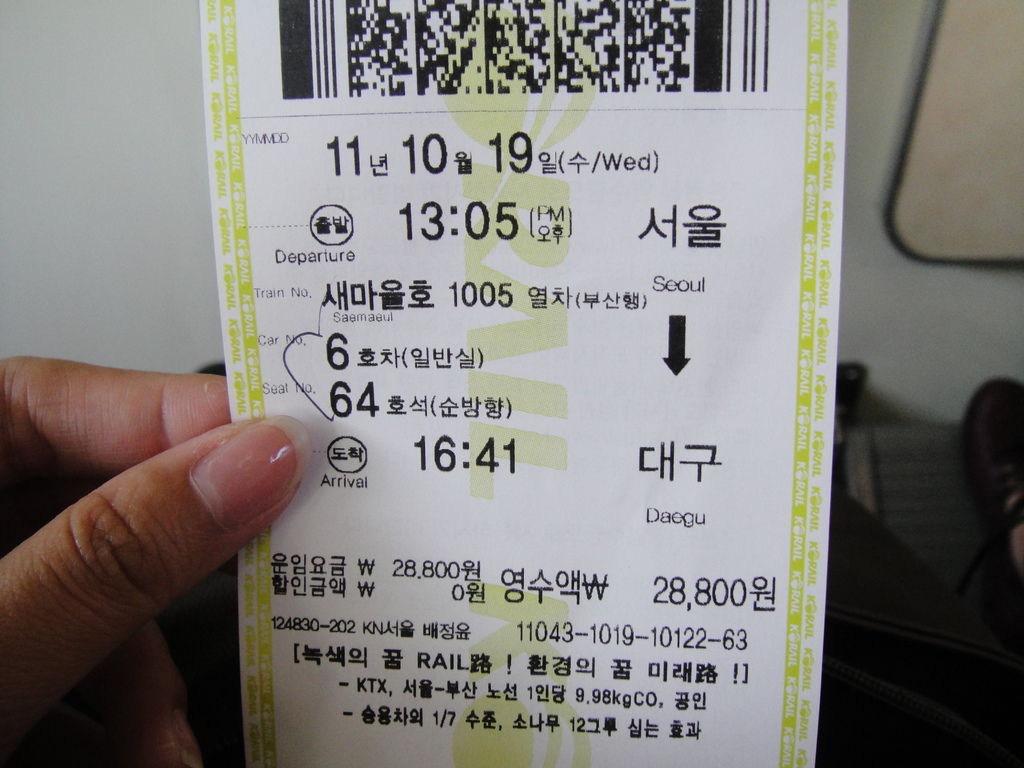 YYMMDD
11년 10월 19일(수/Wed)
출발 13:05 (PM 오후) 서울
Departure
Seoul
Train No. 새마을호 1005 열차(부산행)
Saemaeul
Car No. 6 호차(일반실)
Seat No. 64 호석(순방향)
도착 16:41 대구
Arrival
Daegu
운임요금 ₩ 28,800원 영수액₩ 28,800원
할인금액 ₩ 0원
124830-202 KN서울 배정윤 11043-1019-10122-63
[녹색의 꿈 RAIL路 ! 환경의 꿈 미래路 !]
- KTX, 서울-부산 노선 1인당 9.98kgCO₂ 공인
- 승용차의 1/7 수준, 소나무 12그루 심는 효과
KORAIL